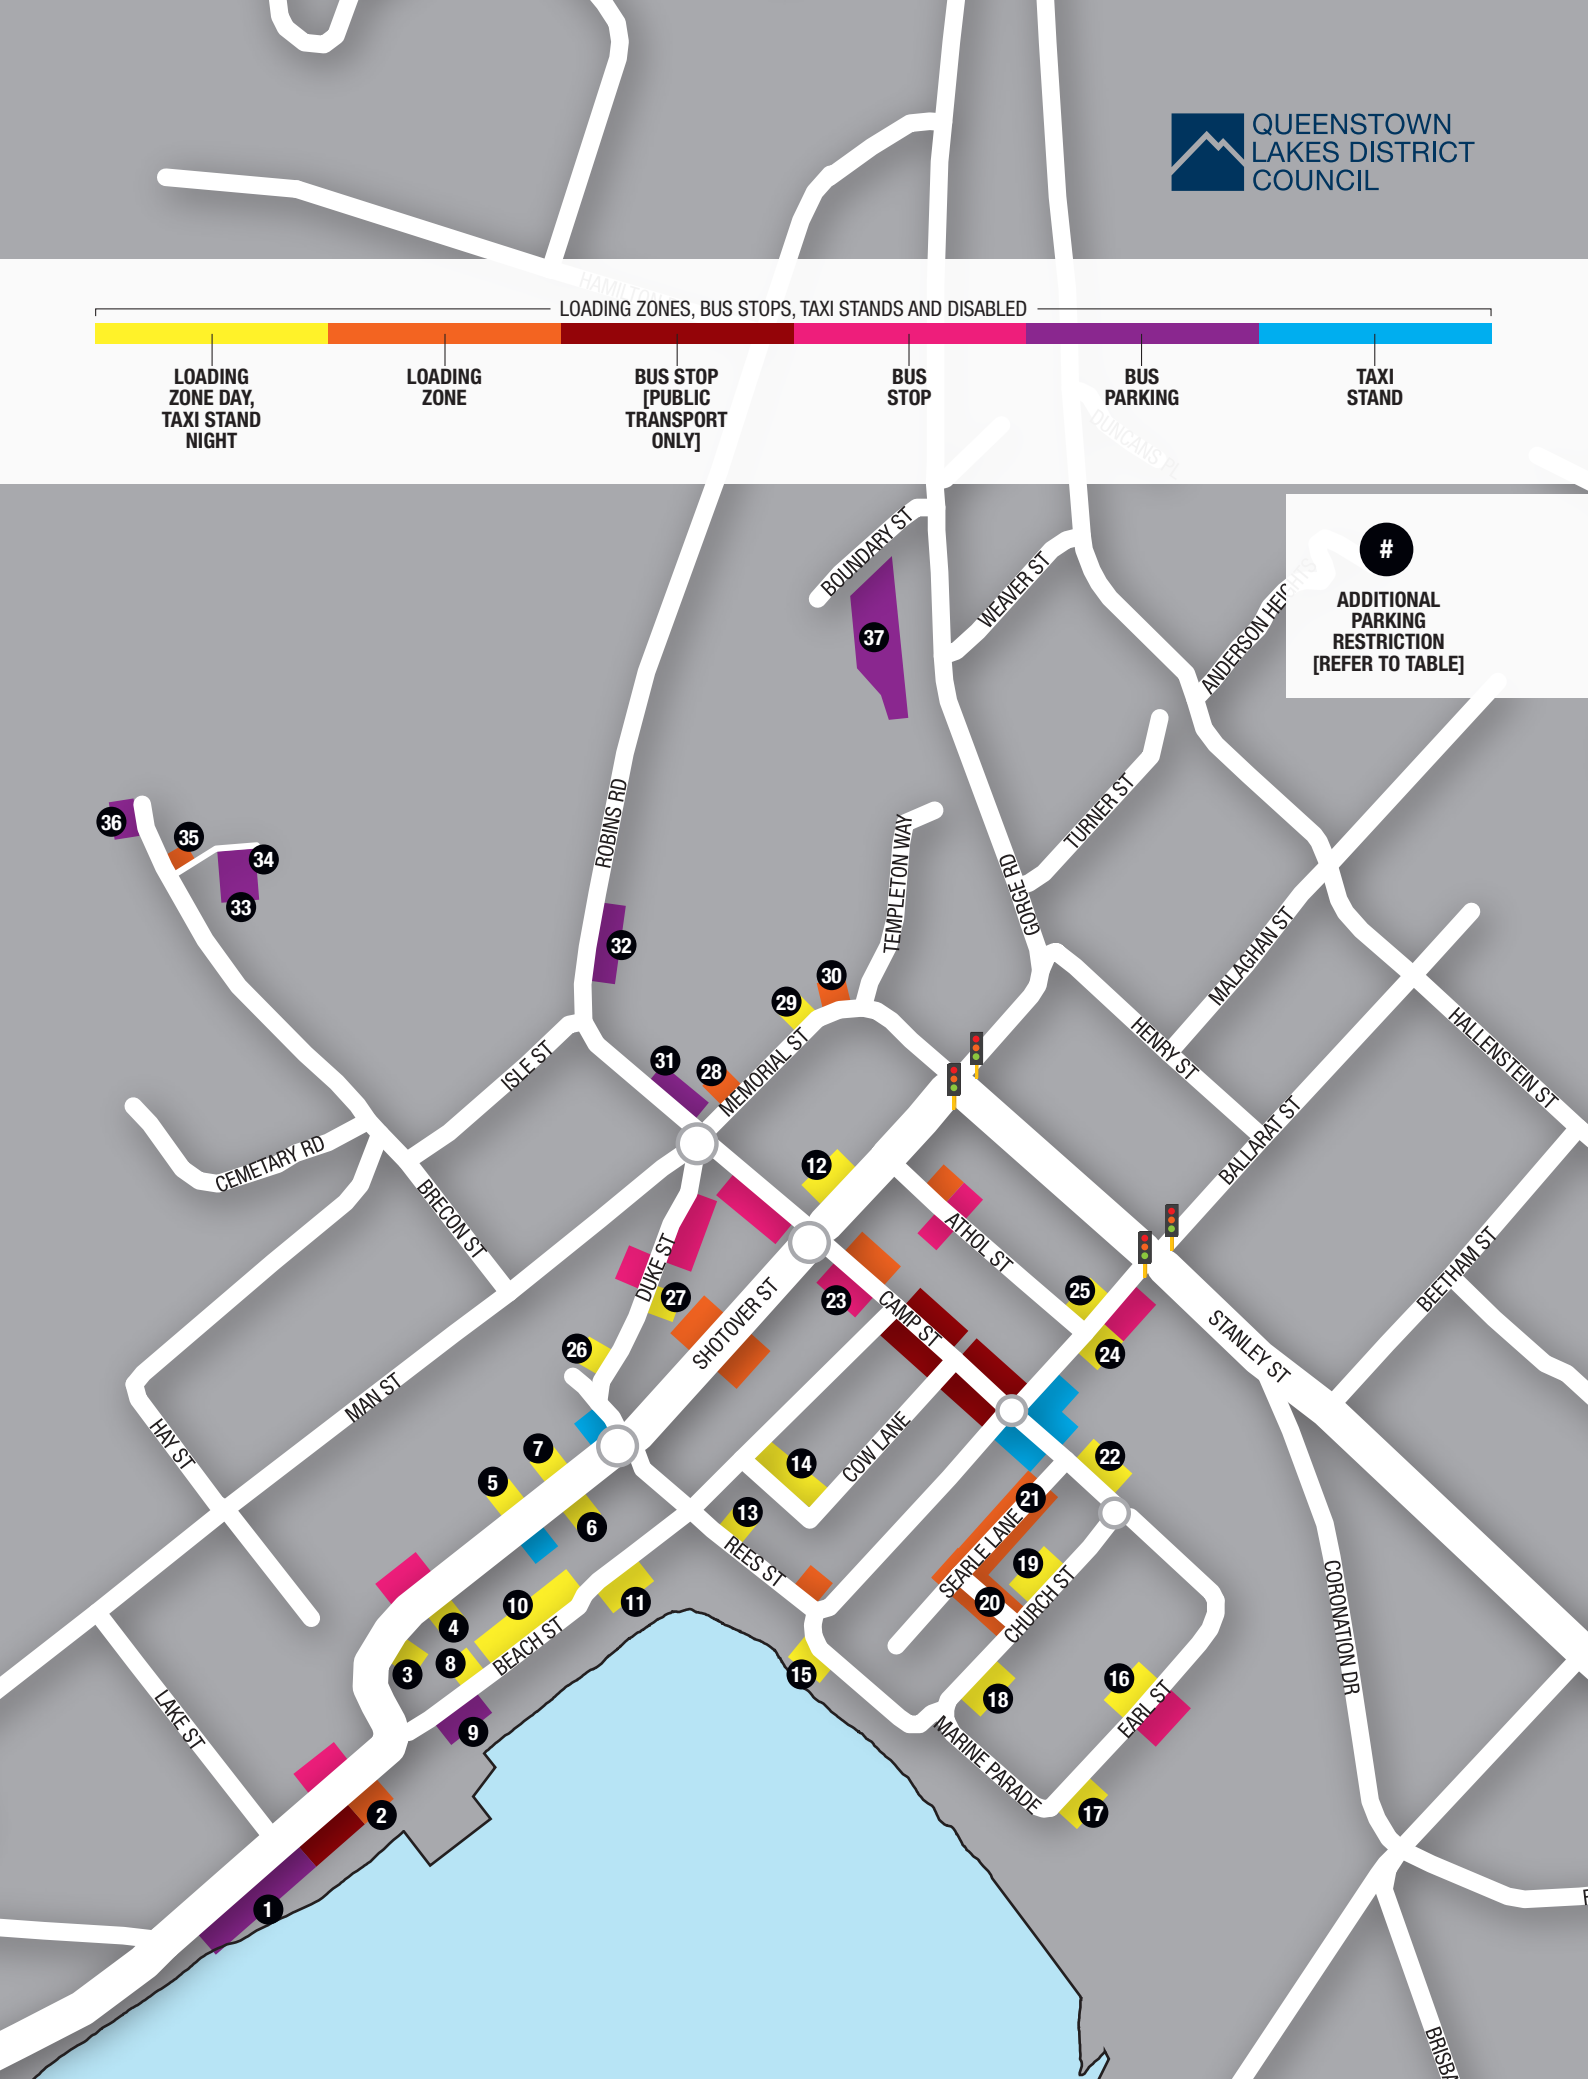 QUEENSTOWN
LAKES DISTRICT
COUNCIL
HAMILTON
LOADING ZONES, BUS STOPS, TAXI STANDS AND DISABLED
LOADING
ZONE DAY,
TAXI STAND
NIGHT
LOADING
ZONE
BUS STOP
[PUBLIC
TRANSPORT
ONLY]
BUS
STOP
BUS
PARKING
TAXI
STAND
DUNCANS PL
#
ADDITIONAL
PARKING
RESTRICTION
[REFER TO TABLE]
BOUNDARY ST
WEAVER ST
ANDERSON HEIGHTS
37
ROBINS RD
TURNER ST
36
35
34
33
TEMPLETON WAY
GORGE RD
32
MALAGHAN ST
30
29
HENRY ST
HALLENSTEIN ST
ISLE ST
31
28
MEMORIAL ST
CEMETARY RD
BRECON ST
12
BALLARAT ST
ATHOL ST
BEETHAM ST
DUKE ST
27
SHOTOVER ST
23
CAMP ST
25
24
STANLEY ST
26
MAN ST
HAY ST
7
5
6
14
COW LANE
22
21
13
REES ST
SEARLE LANE
19
20
CHURCH ST
CORONATION DR
10
11
4
8
3
BEACH ST
15
18
16
EARL ST
LAKE ST
9
MARINE PARADE
17
2
1
BRISBA